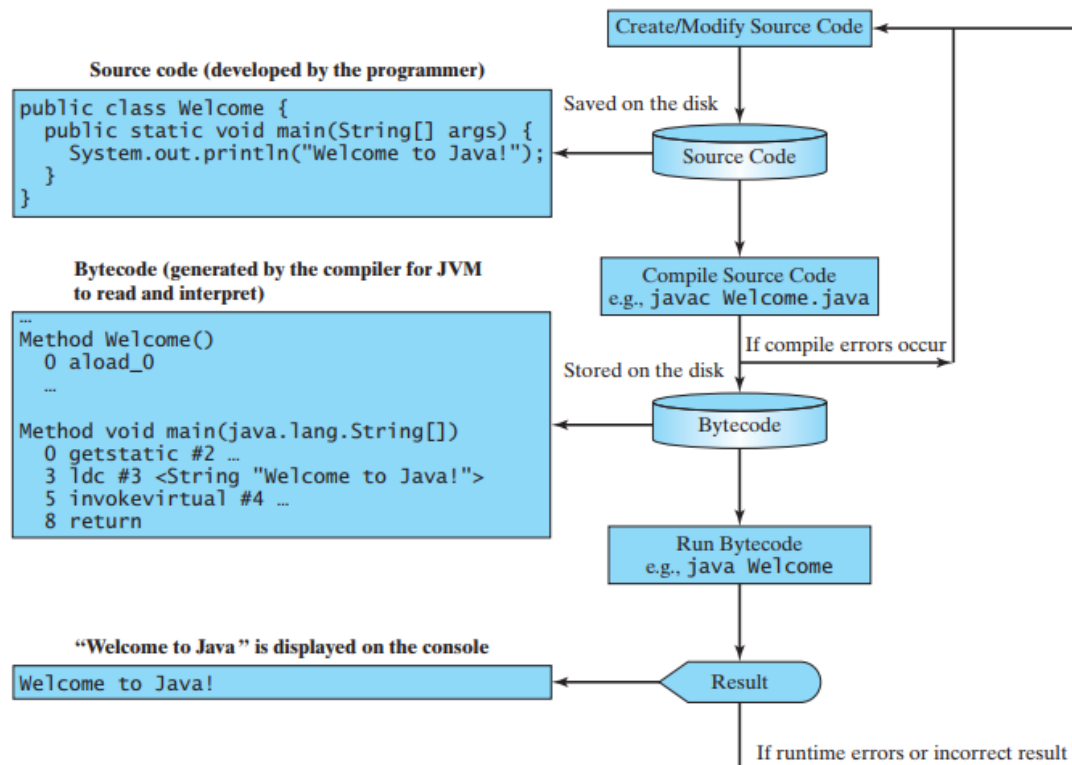 Create/Modify Source Code
Source code (developed by the programmer)
public class Welcome {
  public static void main(String[] args) {
    System.out.println("Welcome to Java!");
  }
}
Saved on the disk
Source Code
Bytecode (generated by the compiler for JVM
to read and interpret)
…
Method Welcome()
  0 aload_0
  …
Method void main(java.lang.String[])
  0 getstatic #2 …
  3 ldc #3 <String "Welcome to Java!">
  5 invokevirtual #4 …
  8 return
Compile Source Code
e.g., javac Welcome.java
If compile errors occur
Stored on the disk
Bytecode
Run Bytecode
e.g., java Welcome
“Welcome to Java” is displayed on the console
Welcome to Java!
Result
If runtime errors or incorrect result